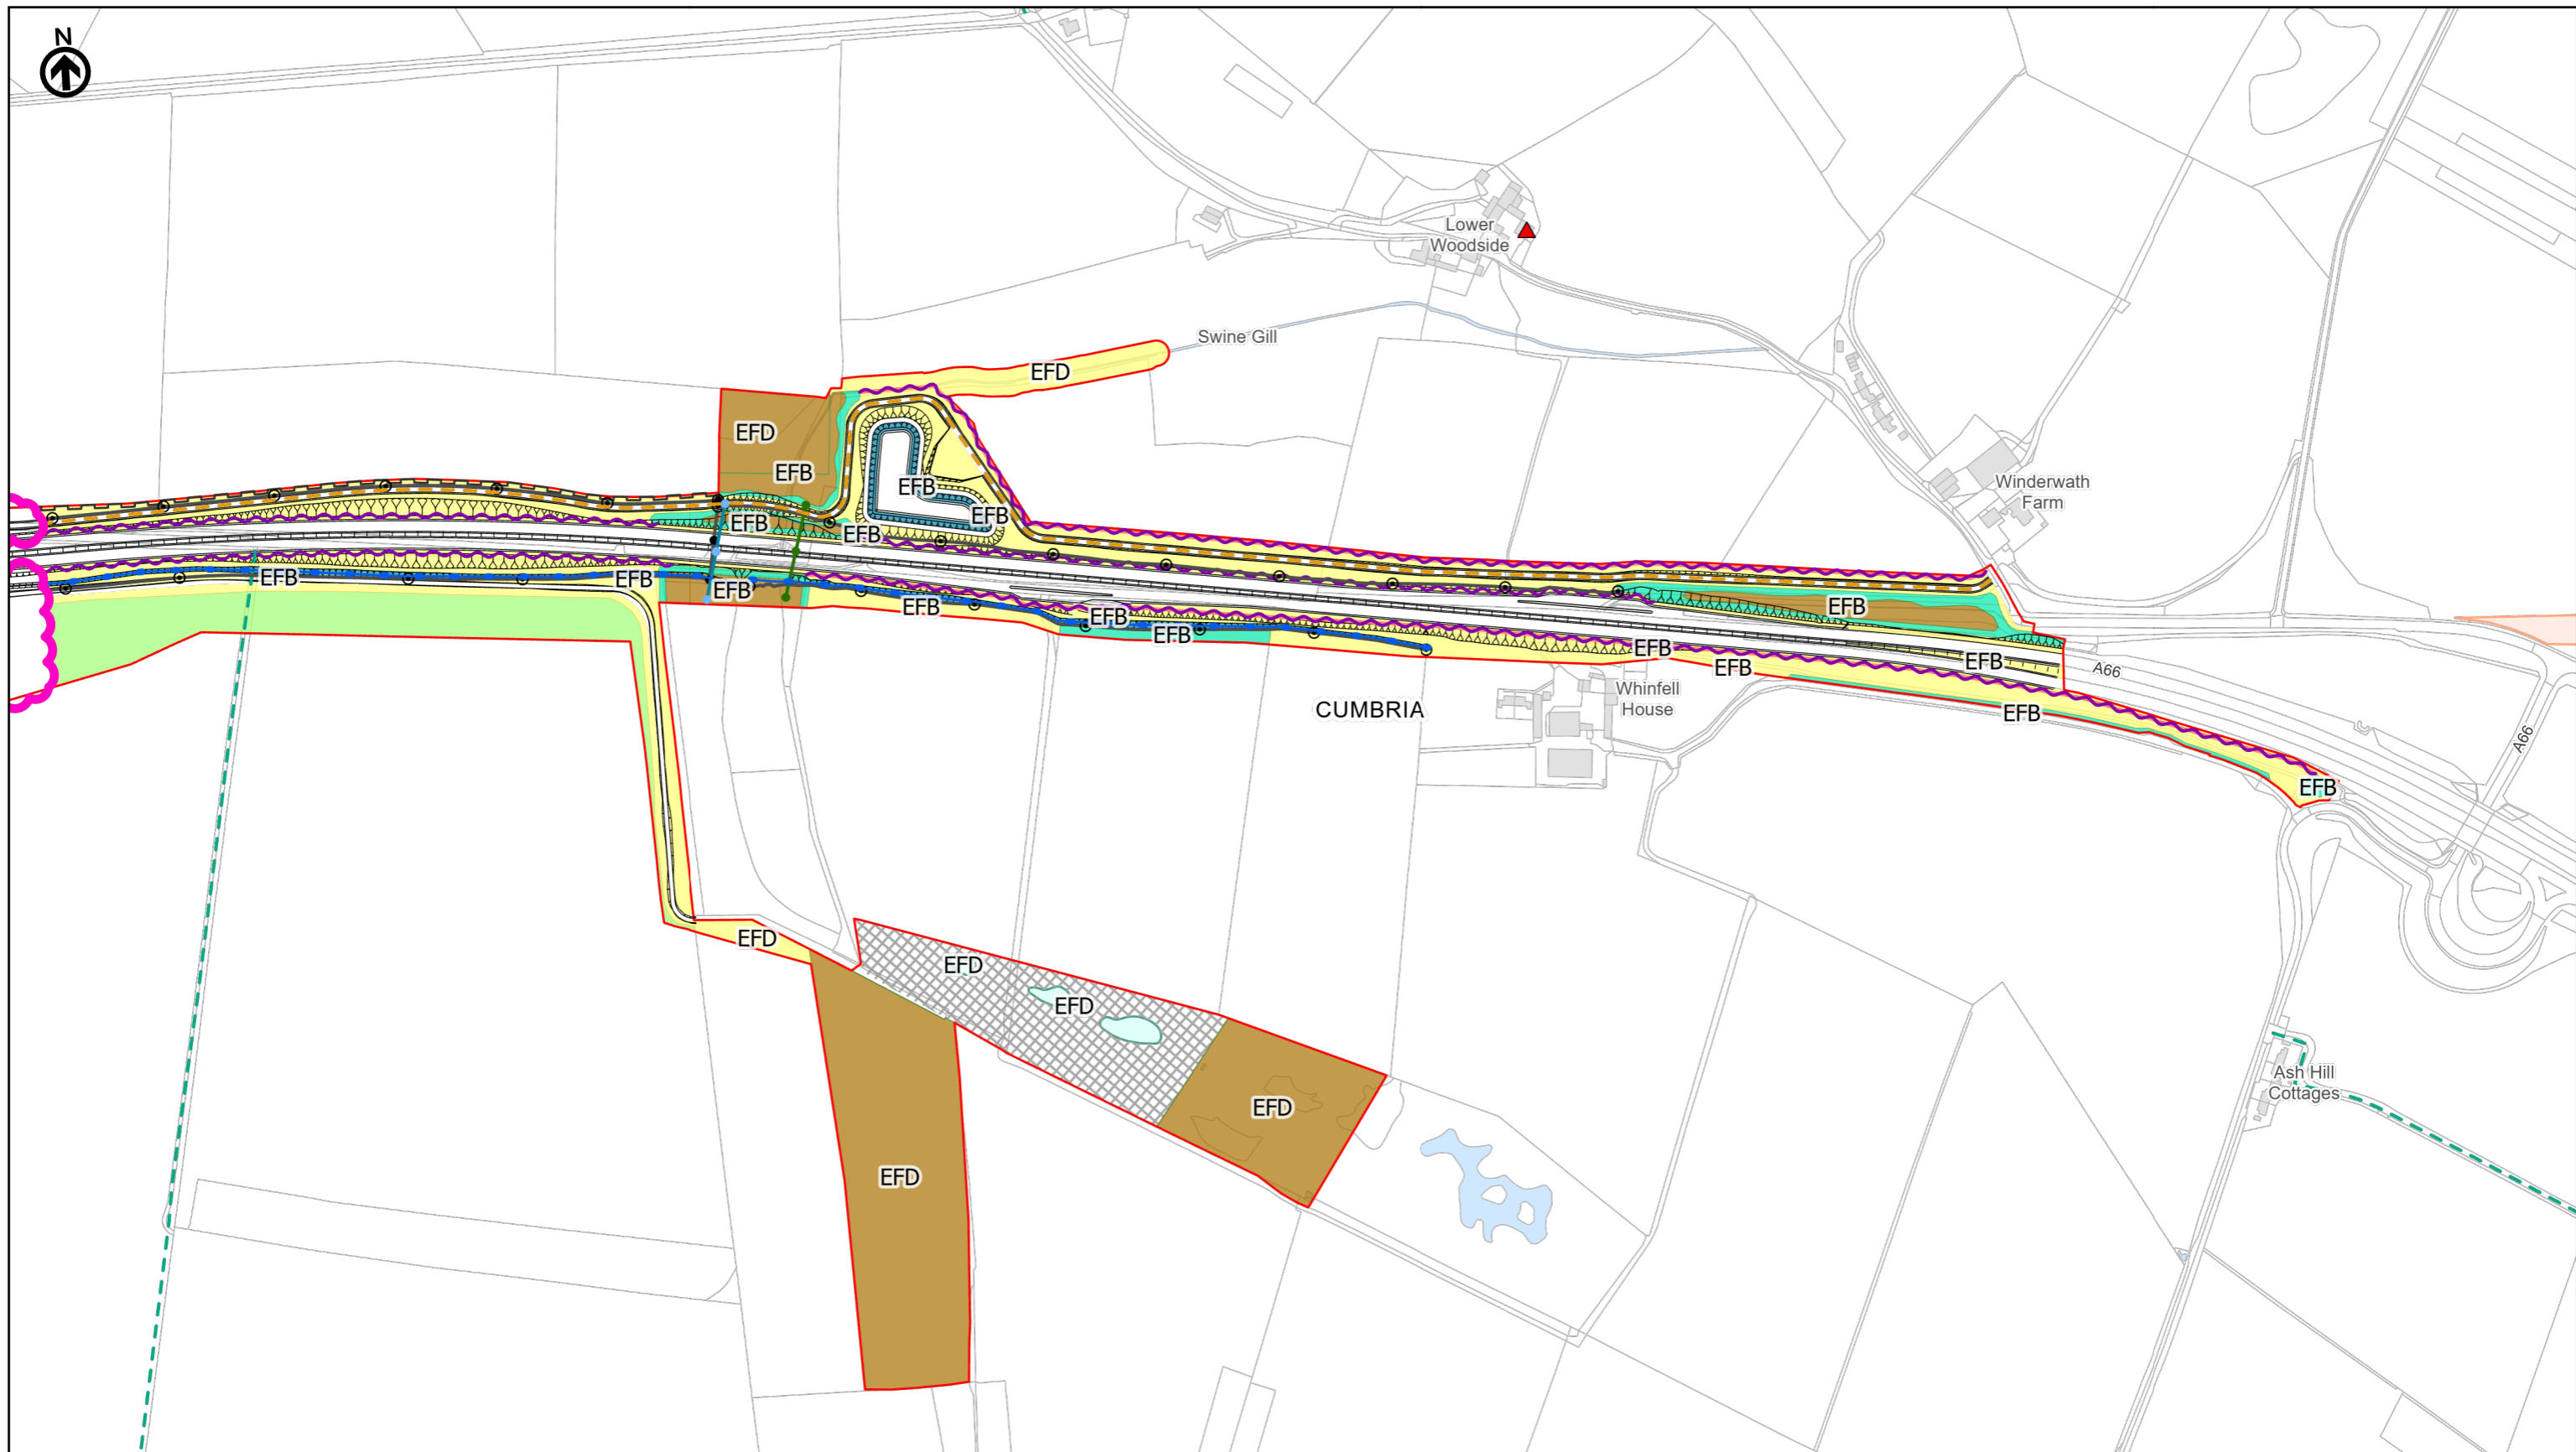 N
Lower
Woodside
Swine Gill
EFD
EFD
EFB
EFB
EFB
EFB
EFB
Winderwath
Farm
EFB
EFB
EFB
EFB
EFB
EFB
EFB
EFB
EFB
EFB
EFB
A66
Whinfell
House
CUMBRIA
EFB
A66
EFB
EFD
EFD
EFD
Ash Hill
Cottages
EFD
EFD